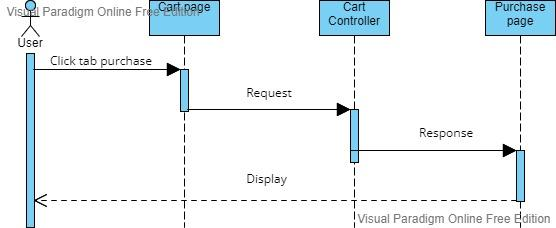 Visual Paradigm Online Free Edition
Cart page
Cart
Controller
Purchase
page
User
Click tab purchase
Request
Response
Display
Visual Paradigm Online Free Edition